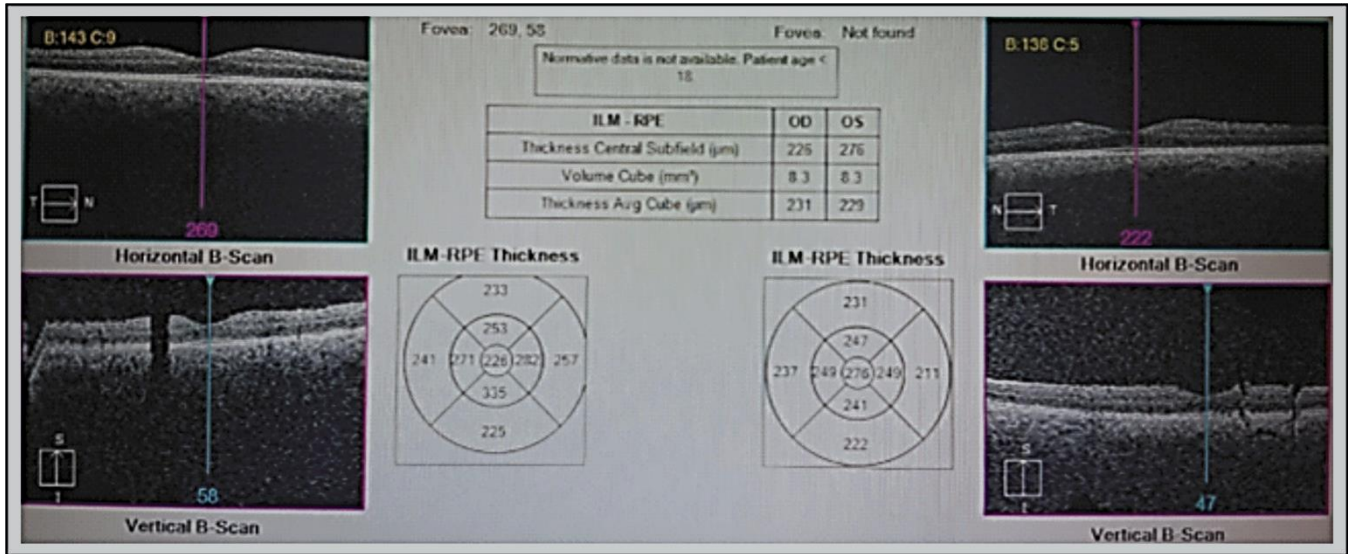 B:143 C:9
269
T N
Horizontal B-Scan
S
I
58
Vertical B-Scan
Fovea: 269, 58
Fovea: Not found
Normative data is not available. Patient age <
18.
ILM - RPE OD OS
Thickness Central Subfield (µm) 226 276
Volume Cube (mm³) 8.3 8.3
Thickness Avg Cube (µm) 231 229
ILM-RPE Thickness
233
253
241 271 226 282 257
335
225
ILM-RPE Thickness
231
247
237 249 276 249 211
241
222
B:136 C:5
N T
222
Horizontal B-Scan
S
I
47
Vertical B-Scan